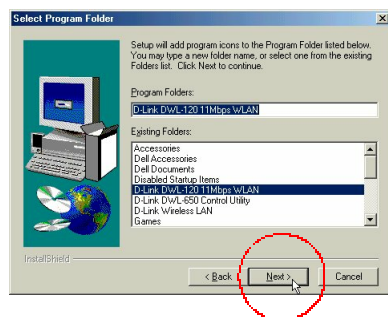 Select Program Folder
Setup will add program icons to the Program Folder listed below.
You may type a new folder name, or select one from the existing
Folders list. Click Next to continue.
Program Folders:
D-Link DWL-120 11Mbps WLAN
Existing Folders:
Accessories
Dell Accessories
Dell Documents
Disabled Startup Items
D-Link DWL-120 11Mbps WLAN
D-Link DWL-650 Control Utility
D-Link Wireless LAN
Games
InstallShield
< Back Next > Cancel